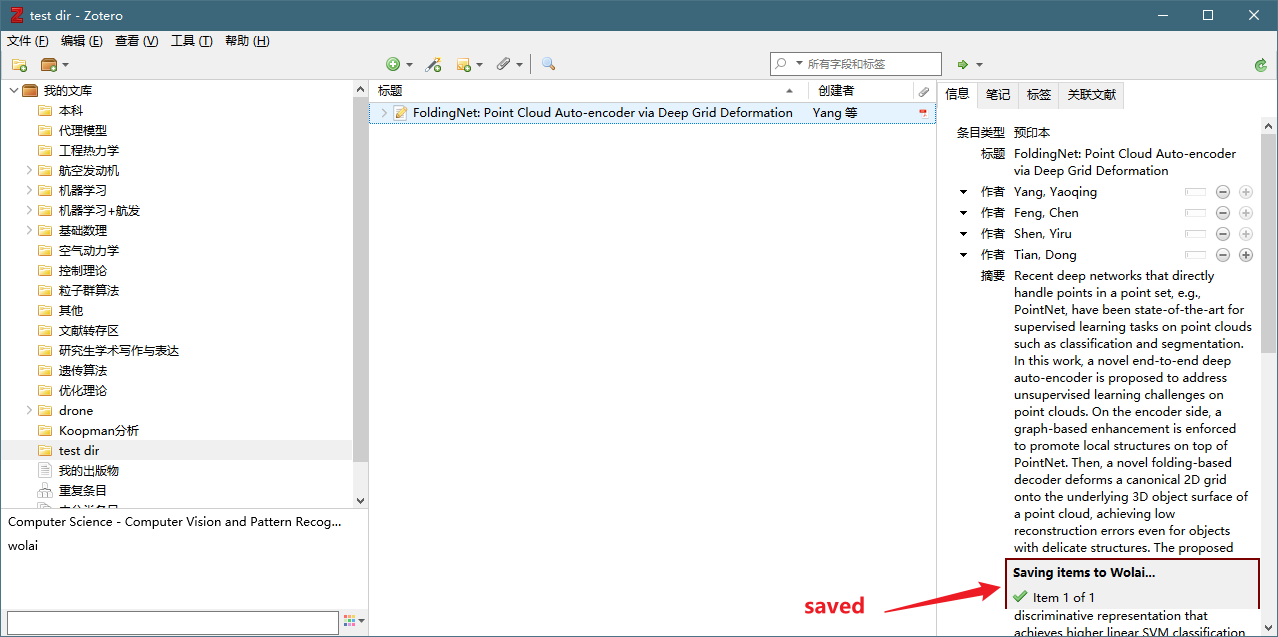 test dir - Zotero
文件 (F) 编辑 (E) 查看 (V) 工具 (T) 帮助 (H)
所有字段和标签
我的文库
本科
代理模型
工程热力学
航空发动机
机器学习
机器学习+航发
基础数理
空气动力学
控制理论
粒子群算法
其他
文献转存区
研究生学术写作与表达
遗传算法
优化理论
drone
Koopman分析
test dir
我的出版物
重复条目
Computer Science - Computer Vision and Pattern Recog...
wolai
标题 创建者
FoldingNet: Point Cloud Auto-encoder via Deep Grid Deformation Yang 等
信息 笔记 标签 关联文献
条目类型 预印本
标题 FoldingNet: Point Cloud Auto-encoder
via Deep Grid Deformation
作者 Yang, Yaoqing
作者 Feng, Chen
作者 Shen, Yiru
作者 Tian, Dong
摘要 Recent deep networks that directly
handle points in a point set, e.g.,
PointNet, have been state-of-the-art for
supervised learning tasks on point clouds
such as classification and segmentation.
In this work, a novel end-to-end deep
auto-encoder is proposed to address
unsupervised learning challenges on
point clouds. On the encoder side, a
graph-based enhancement is enforced
to promote local structures on top of
PointNet. Then, a novel folding-based
decoder deforms a canonical 2D grid
onto the underlying 3D object surface of
a point cloud, achieving low
reconstruction errors even for objects
with delicate structures. The proposed
Saving items to Wolai...
Item 1 of 1
saved
discriminative representation that
achieves higher linear SVM classification